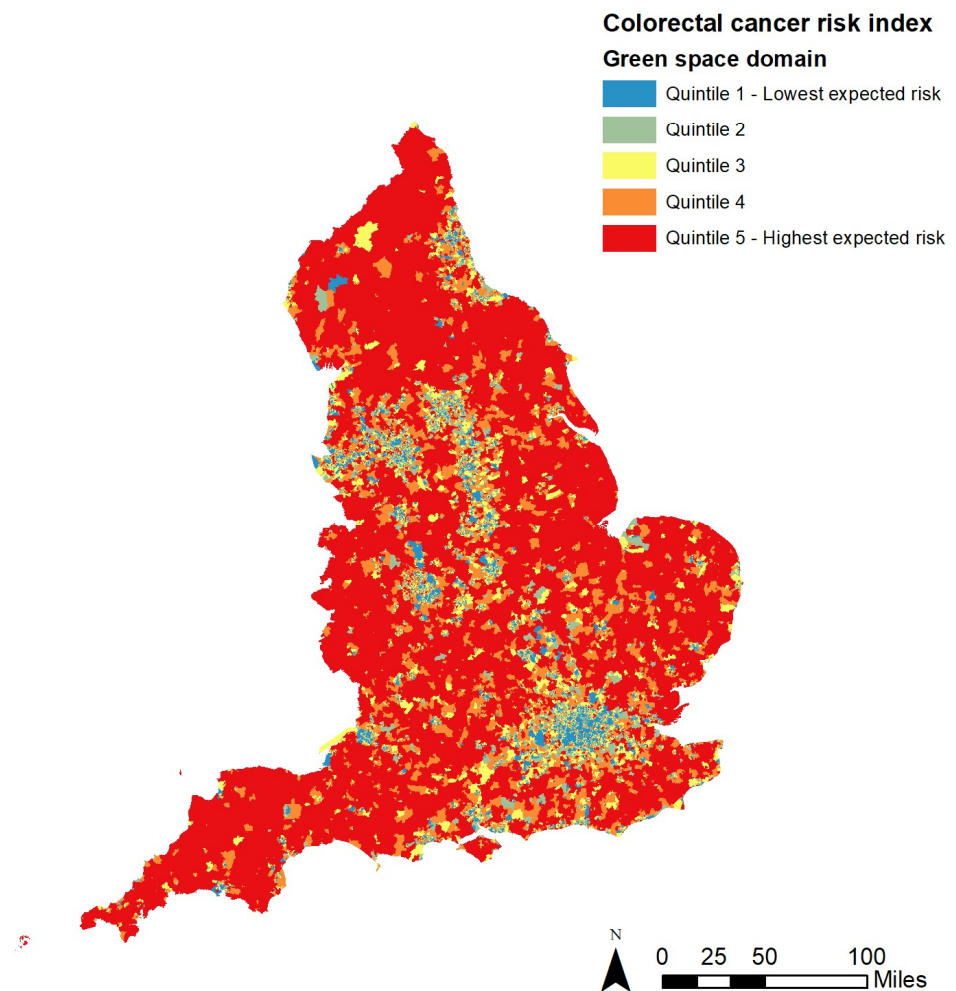 Colorectal cancer risk index
Green space domain
Quintile 1 - Lowest expected risk
Quintile 2
Quintile 3
Quintile 4
Quintile 5 - Highest expected risk
N
0 25 50 100
Miles